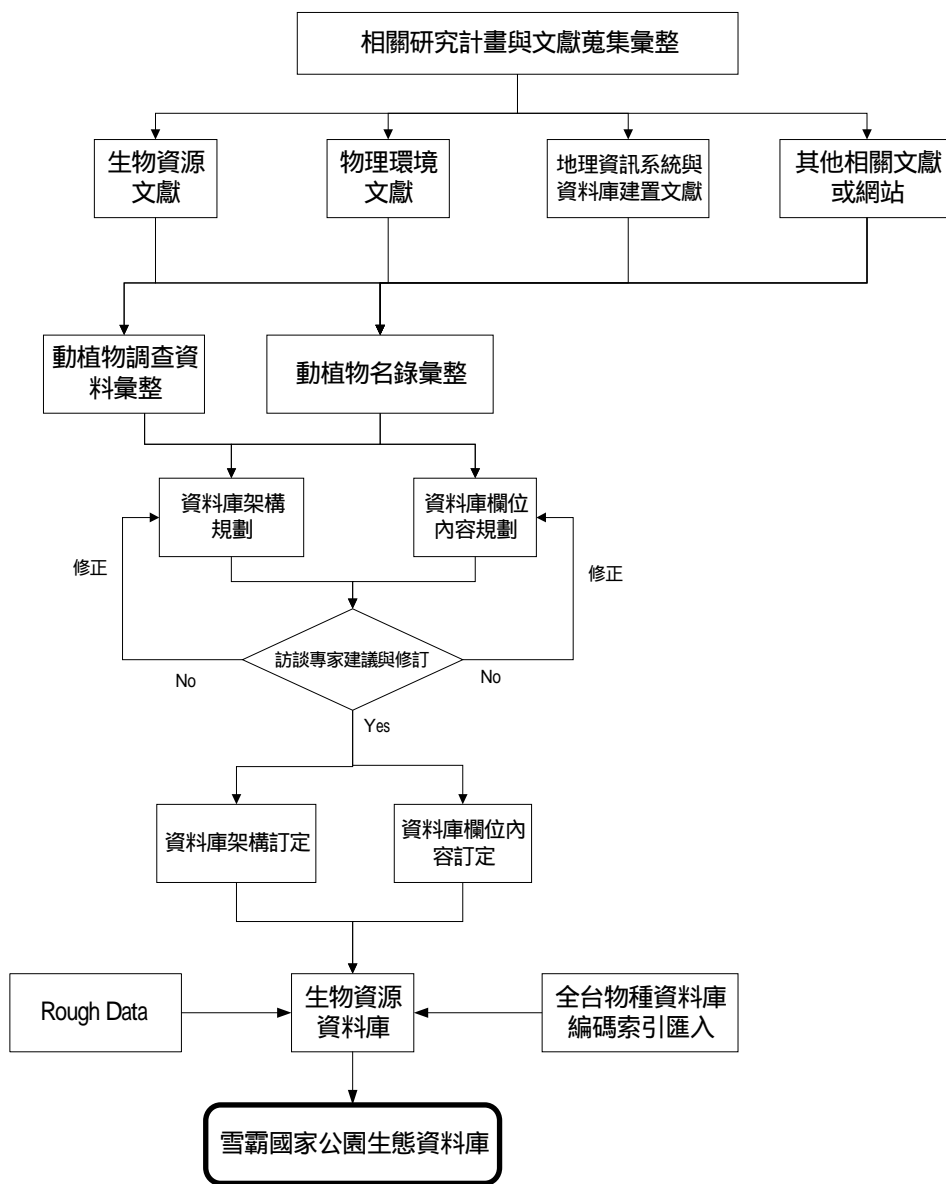 相關研究計畫與文獻蒐集彙整
生物資源
文獻
物理環境
文獻
地理資訊系統與
資料庫建置文獻
其他相關文獻
或網站
動植物調查資
料彙整
動植物名錄彙整
資料庫架構
規劃
資料庫欄位
內容規劃
修正
修正
訪談專家建議與修訂
No
No
Yes
資料庫架構訂定
資料庫欄位內
容訂定
Rough Data
生物資源
資料庫
全台物種資料庫
編碼索引匯入
雪霸國家公園生態資料庫